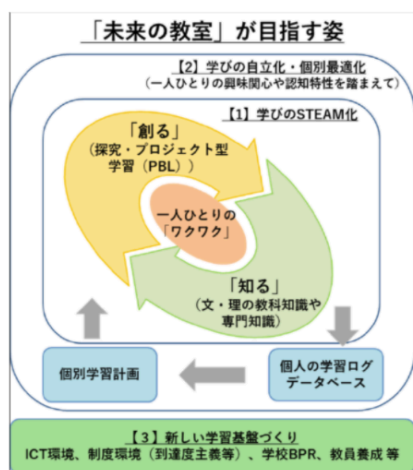 「未来の教室」が目指す姿
【2】学びの自立化・個別最適化
(一人ひとりの興味関心や認知特性を踏まえて)
【1】学びのSTEAM化
「創る」
(探究・プロジェクト型
学習(PBL))
一人ひとりの
「ワクワク」
「知る」
(文・理の教科知識や
専門知識)
個別学習計画
個人の学習ログ
データベース
【3】新しい学習基盤づくり
ICT環境、制度環境(到達度主義等)、学校BPR、教員養成 等